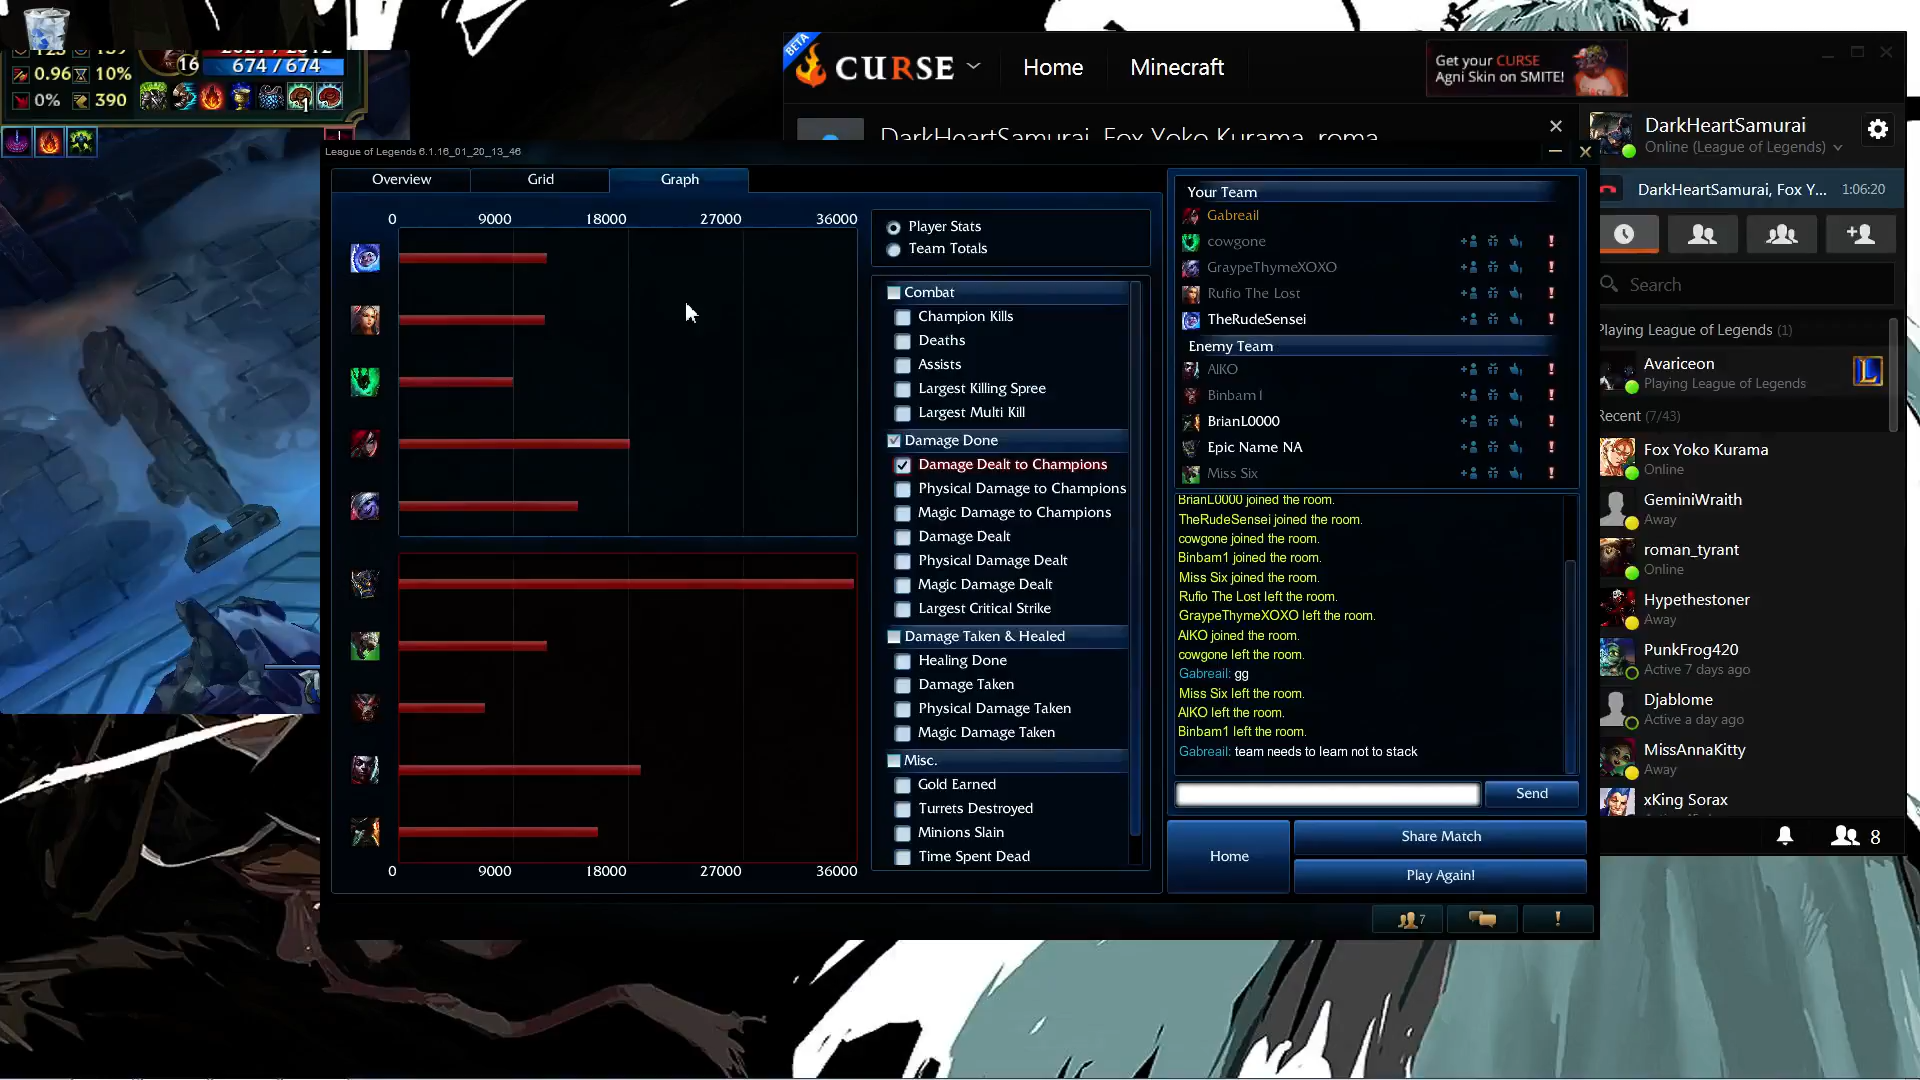 0.96 10%
0% 390
16
674 / 674
1
BETA
CURSE
Home
Minecraft
Get your CURSE
Agni Skin on SMITE!
DarkHeartSamurai, Fox Yoko Kurama, roma
League of Legends 6.1.16_01_20_13_46
Overview
Grid
Graph
0 9000 18000 27000 36000
0 9000 18000 27000 36000
Player Stats
Team Totals
Combat
Champion Kills
Deaths
Assists
Largest Killing Spree
Largest Multi Kill
Damage Done
Damage Dealt to Champions
Physical Damage to Champions
Magic Damage to Champions
Damage Dealt
Physical Damage Dealt
Magic Damage Dealt
Largest Critical Strike
Damage Taken & Healed
Healing Done
Damage Taken
Physical Damage Taken
Magic Damage Taken
Misc.
Gold Earned
Turrets Destroyed
Minions Slain
Time Spent Dead
Your Team
Gabreail
cowgone
GraypeThymeXOXO
Rufio The Lost
TheRudeSensei
Enemy Team
AlKO
Binbam1
BrianL0000
Epic Name NA
Miss Six
BrianL0000 joined the room.
TheRudeSensei joined the room.
cowgone joined the room.
Binbam1 joined the room.
Miss Six joined the room.
Rufio The Lost left the room.
GraypeThymeXOXO left the room.
AlKO joined the room.
cowgone left the room.
Gabreail: gg
Miss Six left the room.
AlKO left the room.
Binbam1 left the room.
Gabreail: team needs to learn not to stack
Send
Home
Share Match
Play Again!
7
DarkHeartSamurai
Online (League of Legends)
DarkHeartSamurai, Fox Y... 1:06:20
Search
Playing League of Legends (1)
Avariceon
Playing League of Legends
Recent (7/43)
Fox Yoko Kurama
Online
GeminiWraith
Away
roman_tyrant
Online
Hypethestoner
Away
PunkFrog420
Active 7 days ago
Djablome
Active a day ago
MissAnnaKitty
Away
xKing Sorax
8